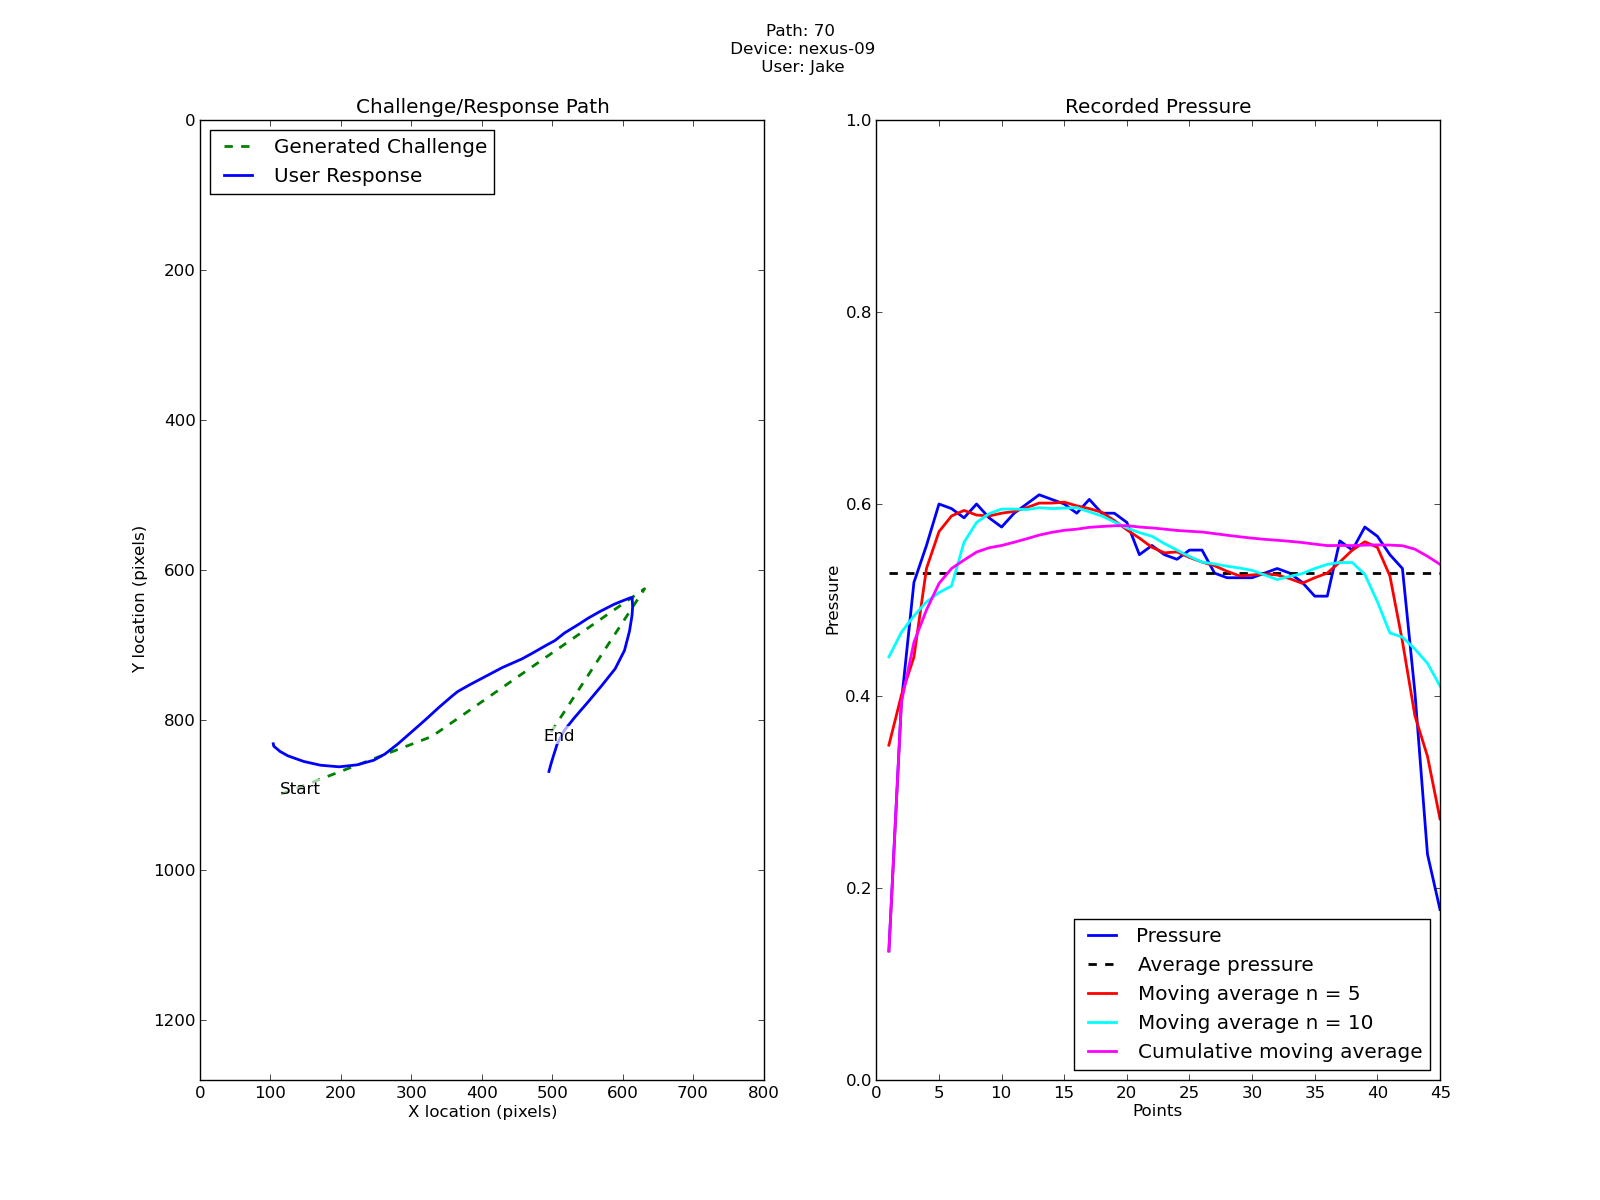 Path: 70
Device: nexus-09
User: Jake
Challenge/Response Path
Generated Challenge
User Response
0
200
400
600
800
1000
1200
Y location (pixels)
Start
End
0 100 200 300 400 500 600 700 800
X location (pixels)
Recorded Pressure
1.0
0.8
0.6
0.4
0.2
0.0
Pressure
Pressure
Average pressure
Moving average n = 5
Moving average n = 10
Cumulative moving average
0 5 10 15 20 25 30 35 40 45
Points